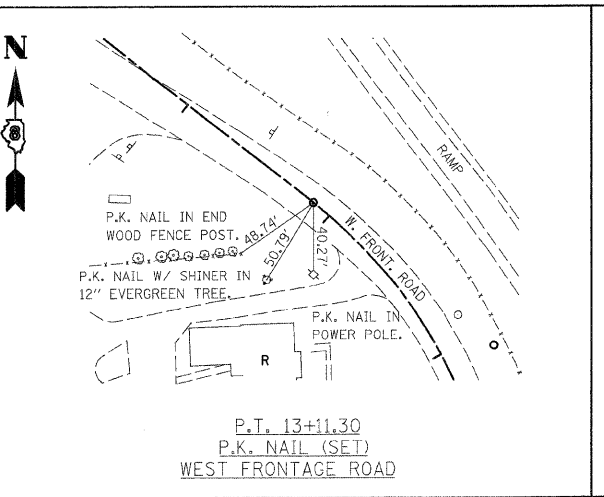 N
8
RAMP
P.K. NAIL IN END
WOOD FENCE POST.
48.74'
50.79'
40.27'
W. FRONT. ROAD
P.K. NAIL W/ SHINER IN
12" EVERGREEN TREE.
P.K. NAIL IN
POWER POLE.
R
P.T. 13+11.30
P.K. NAIL (SET)
WEST FRONTAGE ROAD